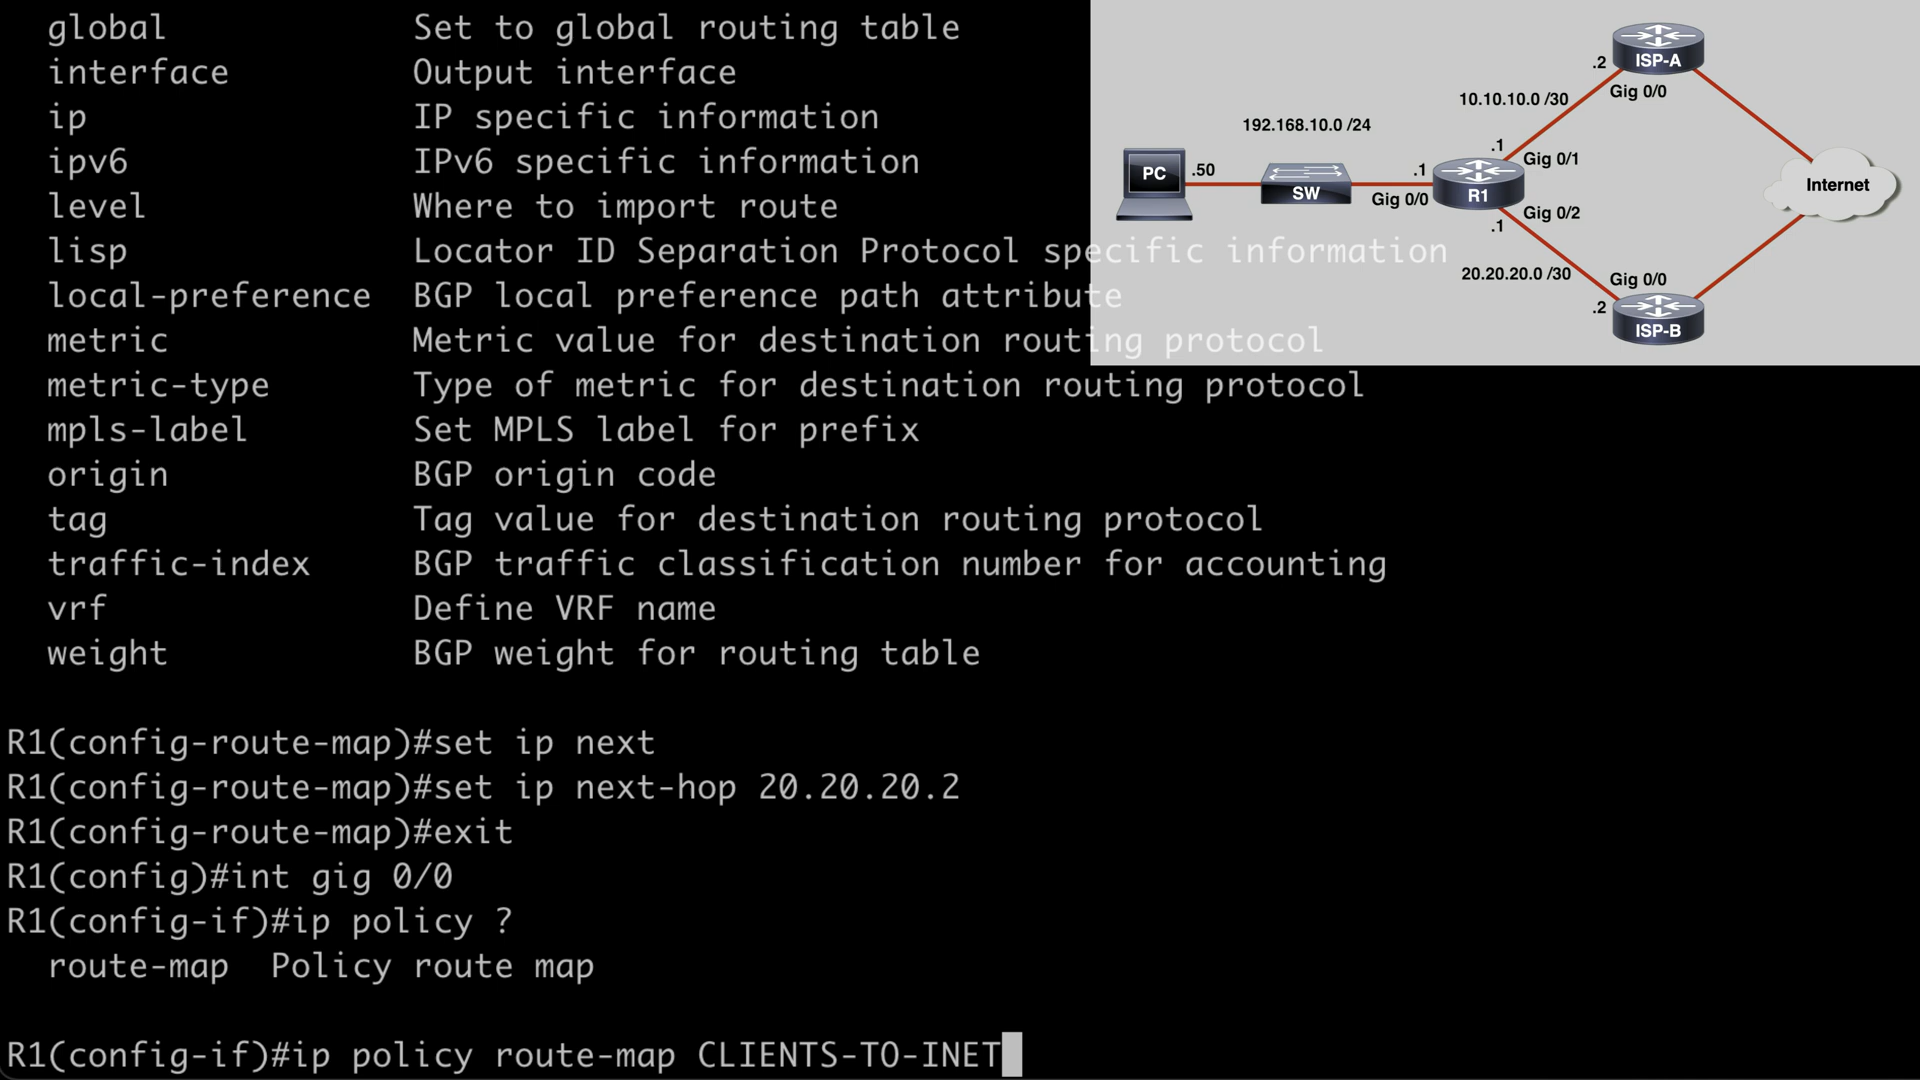 global Set to global routing table
interface Output interface
ip IP specific information
ipv6 IPv6 specific information
level Where to import route
lisp Locator ID Separation Protocol specific information
local-preference BGP local preference path attribute
metric Metric value for destination routing protocol
metric-type Type of metric for destination routing protocol
mpls-label Set MPLS label for prefix
origin BGP origin code
tag Tag value for destination routing protocol
traffic-index BGP traffic classification number for accounting
vrf Define VRF name
weight BGP weight for routing table
R1(config-route-map)#set ip next
R1(config-route-map)#set ip next-hop 20.20.20.2
R1(config-route-map)#exit
R1(config)#int gig 0/0
R1(config-if)#ip policy ?
route-map Policy route map
R1(config-if)#ip policy route-map CLIENTS-TO-INET
ISP-A
.2
Gig 0/0
10.10.10.0 /30
192.168.10.0 /24
.1
Gig 0/1
PC
.50
SW
.1
Gig 0/0
R1
Internet
Gig 0/2
.1
20.20.20.0 /30
Gig 0/0
.2
ISP-B